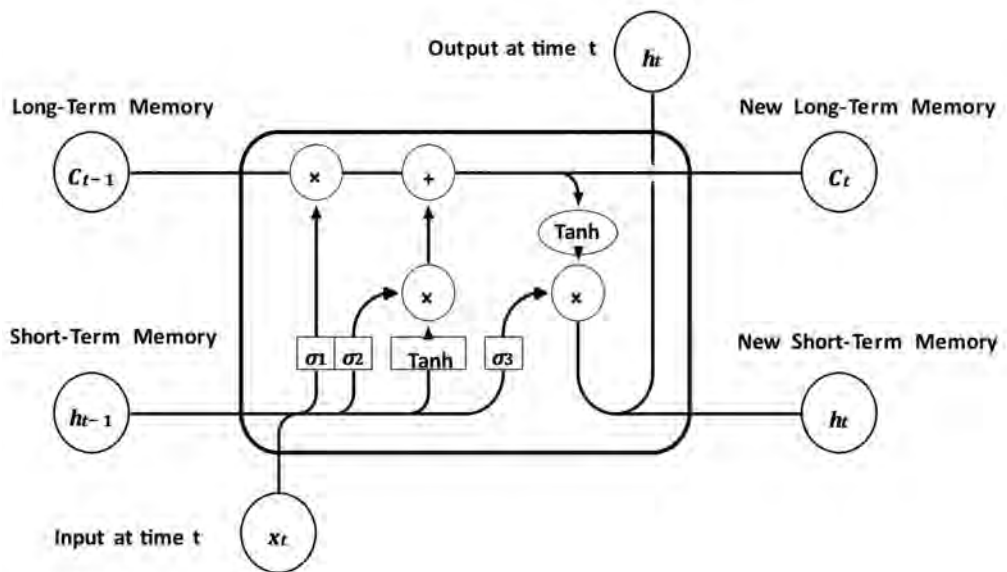 Output at time t
hₜ
Long-Term Memory
New Long-Term Memory
Cₜ₋₁
×
+
Cₜ
Tanh
×
×
Short-Term Memory
New Short-Term Memory
σ1
σ2
Tanh
σ3
hₜ₋₁
hₜ
Input at time t
xₜ